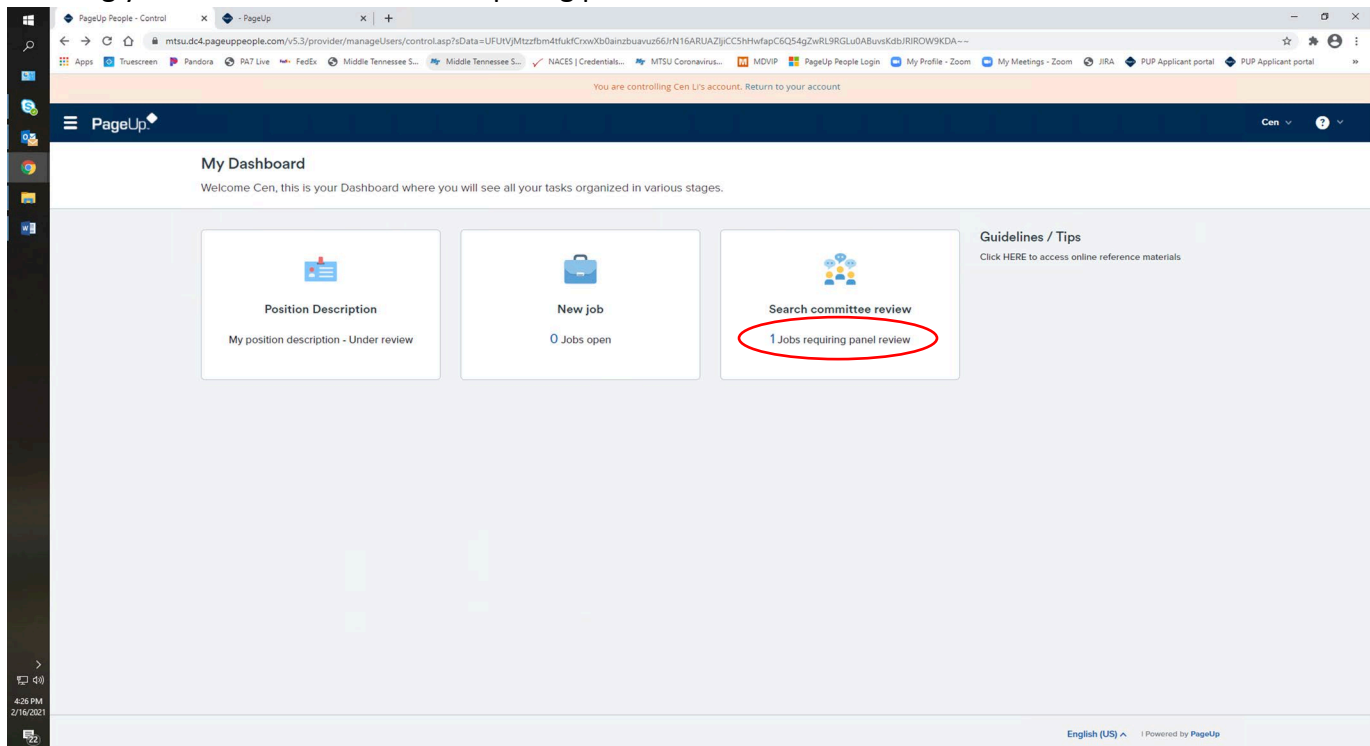 PageUp People - Control
- PageUp
mtsu.dc4.pageuppeople.com/v5.3/provider/manageUsers/control.asp?sData=
Apps Truescreen Pandora PA7 Live FedEx Middle Tennessee S... Middle Tennessee S... NACES | Credentials... MTSU Coronavirus... MDVIP PageUp People Login My Profile - Zoom My Meetings - Zoom JIRA PUP Applicant portal PUP Applicant portal »
You are controlling Cen Li's account. Return to your account
PageUp.
Cen
?
My Dashboard
Welcome Cen, this is your Dashboard where you will see all your tasks organized in various stages.
Position Description
My position description - Under review
New job
0 Jobs open
Search committee review
1 Jobs requiring panel review
Guidelines / Tips
Click HERE to access online reference materials
4:26 PM
2/16/2021
22
English (US) | Powered by PageUp